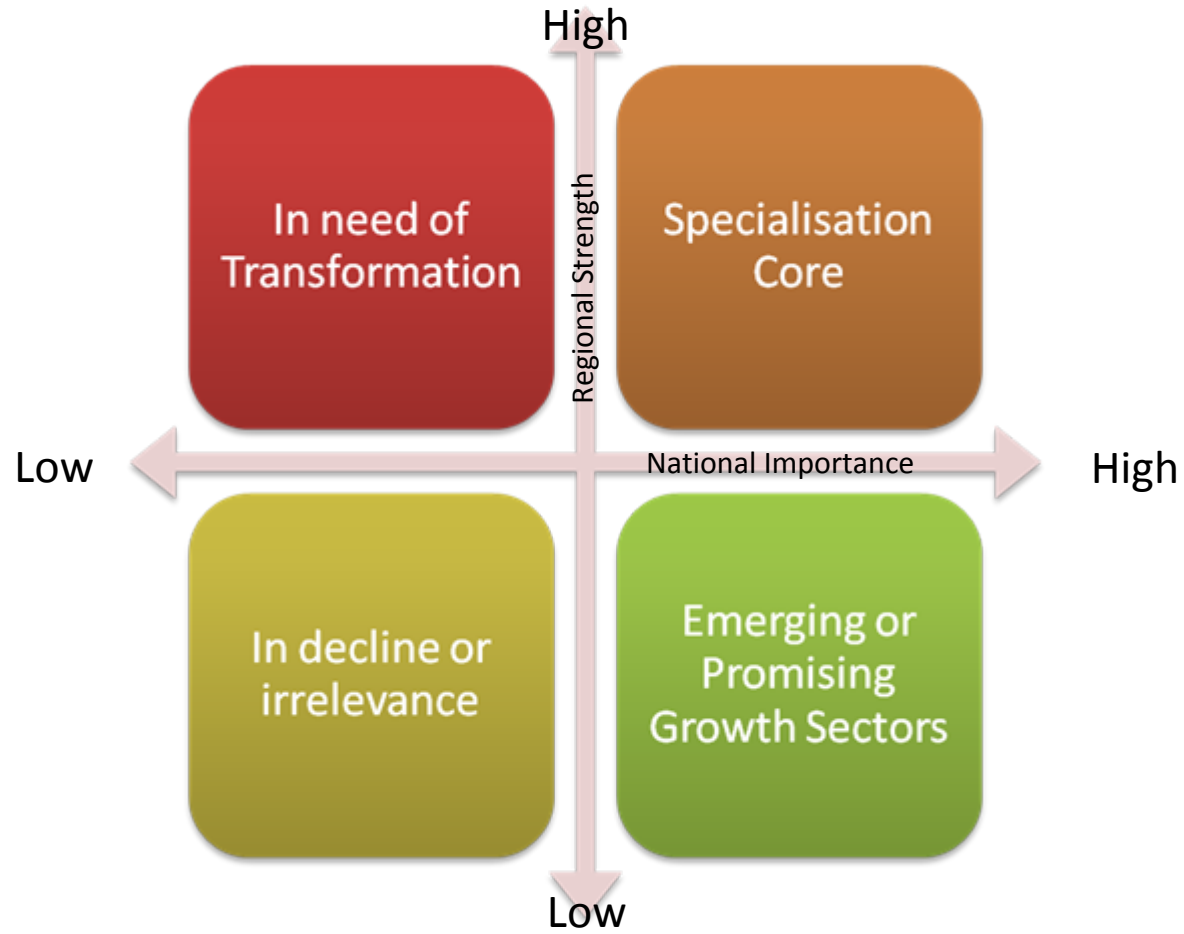 High
In need of
Transformation
Regional Strength
Specialisation
Core
Low
National Importance
High
In decline or
irrelevance
Emerging or
Promising
Growth Sectors
Low